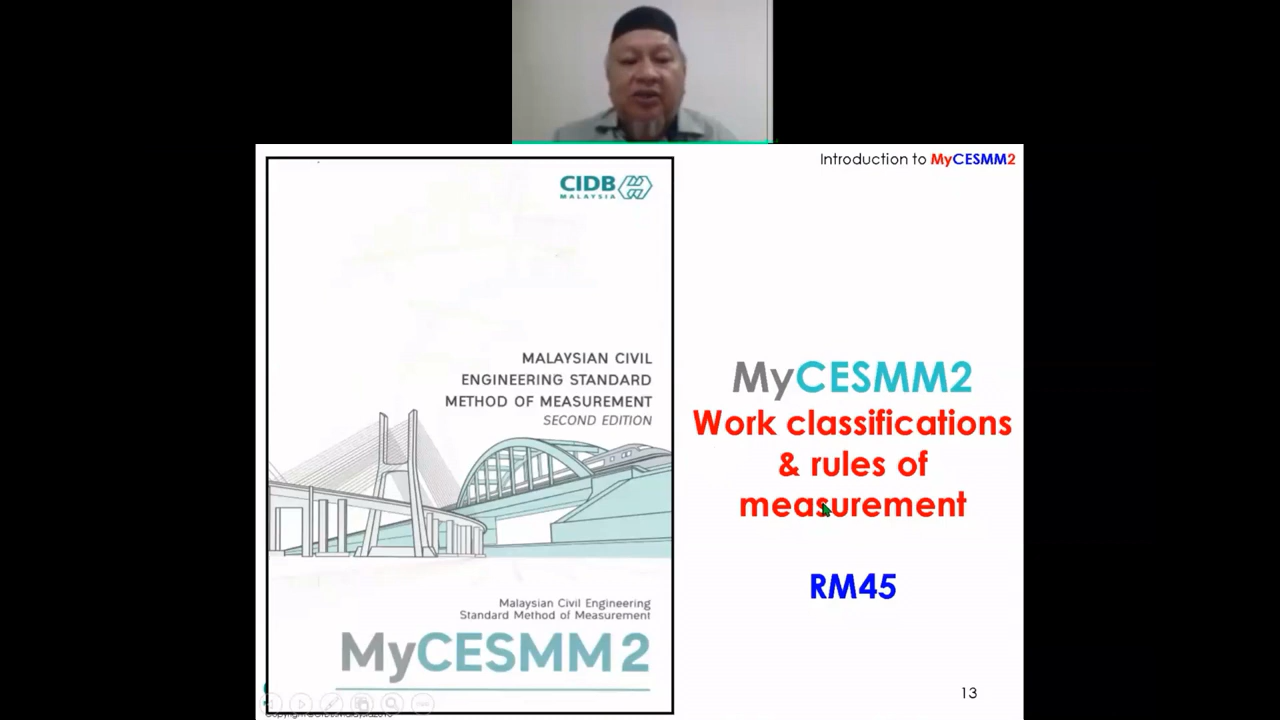 Introduction to MyCESMM2
CIDB
MALAYSIA
MALAYSIAN CIVIL
ENGINEERING STANDARD
METHOD OF MEASUREMENT
SECOND EDITION
Malaysian Civil Engineering
Standard Method of Measurement
MyCESMM2
MyCESMM2
Work classifications
& rules of
measurement
RM45
13